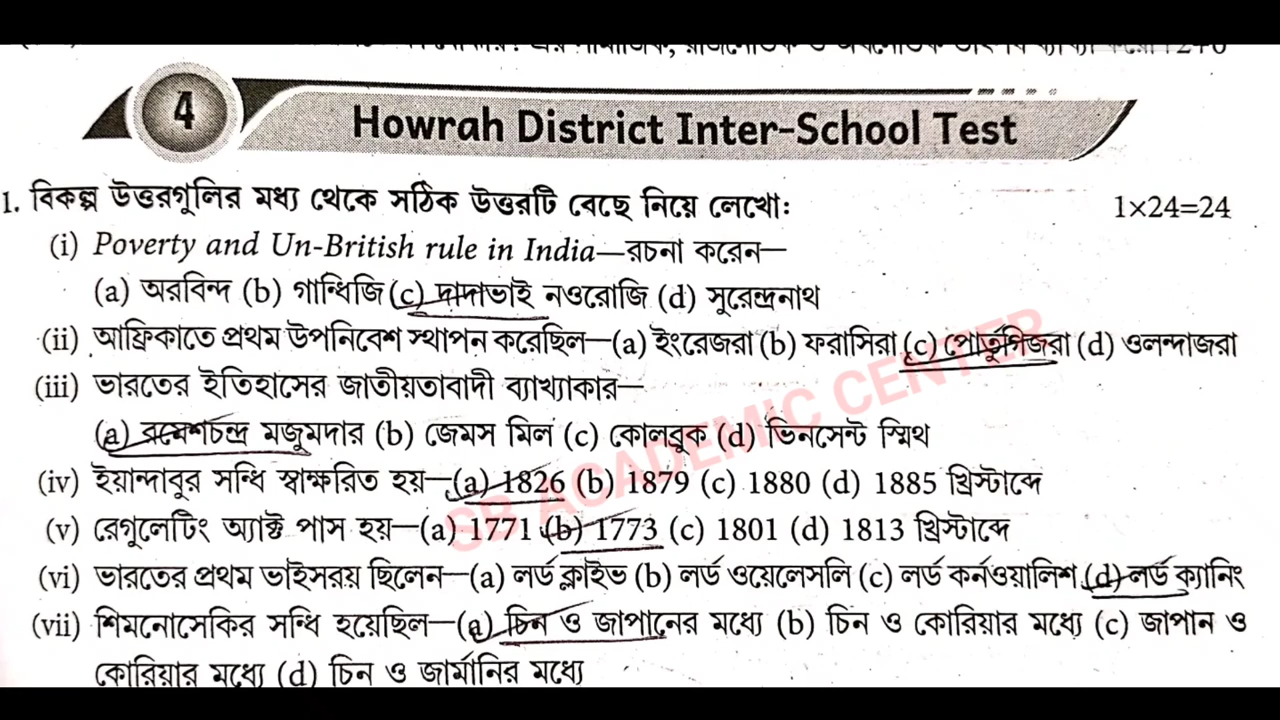 4
Howrah District Inter-School Test
1. বিকল্প উত্তরগুলির মধ্য থেকে সঠিক উত্তরটি বেছে নিয়ে লেখো: 1×24=24
(i) Poverty and Un-British rule in India—রচনা করেন—
(a) অরবিন্দ (b) গান্ধিজি (c) দাদাভাই নওরোজি (d) সুরেন্দ্রনাথ
(ii) আফ্রিকাতে প্রথম উপনিবেশ স্থাপন করেছিল—(a) ইংরেজরা (b) ফরাসিরা (c) পোর্তুগিজরা (d) ওলন্দাজরা
(iii) ভারতের ইতিহাসের জাতীয়তাবাদী ব্যাখ্যাকার—
(a) রমেশচন্দ্র মজুমদার (b) জেমস মিল (c) কোলব্রুক (d) ভিনসেন্ট স্মিথ
(iv) ইয়ান্দাবুর সন্ধি স্বাক্ষরিত হয়—(a) 1826 (b) 1879 (c) 1880 (d) 1885 খ্রিস্টাব্দে
(v) রেগুলেটিং অ্যাক্ট পাস হয়—(a) 1771 (b) 1773 (c) 1801 (d) 1813 খ্রিস্টাব্দে
(vi) ভারতের প্রথম ভাইসরয় ছিলেন—(a) লর্ড ক্লাইভ (b) লর্ড ওয়েলেসলি (c) লর্ড কর্নওয়ালিশ (d) লর্ড ক্যানিং
(vii) শিমনোসেকির সন্ধি হয়েছিল—(a) চিন ও জাপানের মধ্যে (b) চিন ও কোরিয়ার মধ্যে (c) জাপান ও
কোরিয়ার মধ্যে (d) চিন ও জার্মানির মধ্যে
SB ACADEMIC CENTER